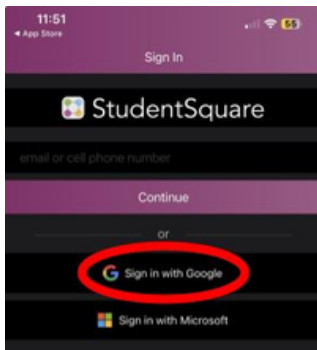 11:51
55
◀ App Store
Sign In
StudentSquare
email or cell phone number
Continue
or
Sign in with Google
Sign in with Microsoft